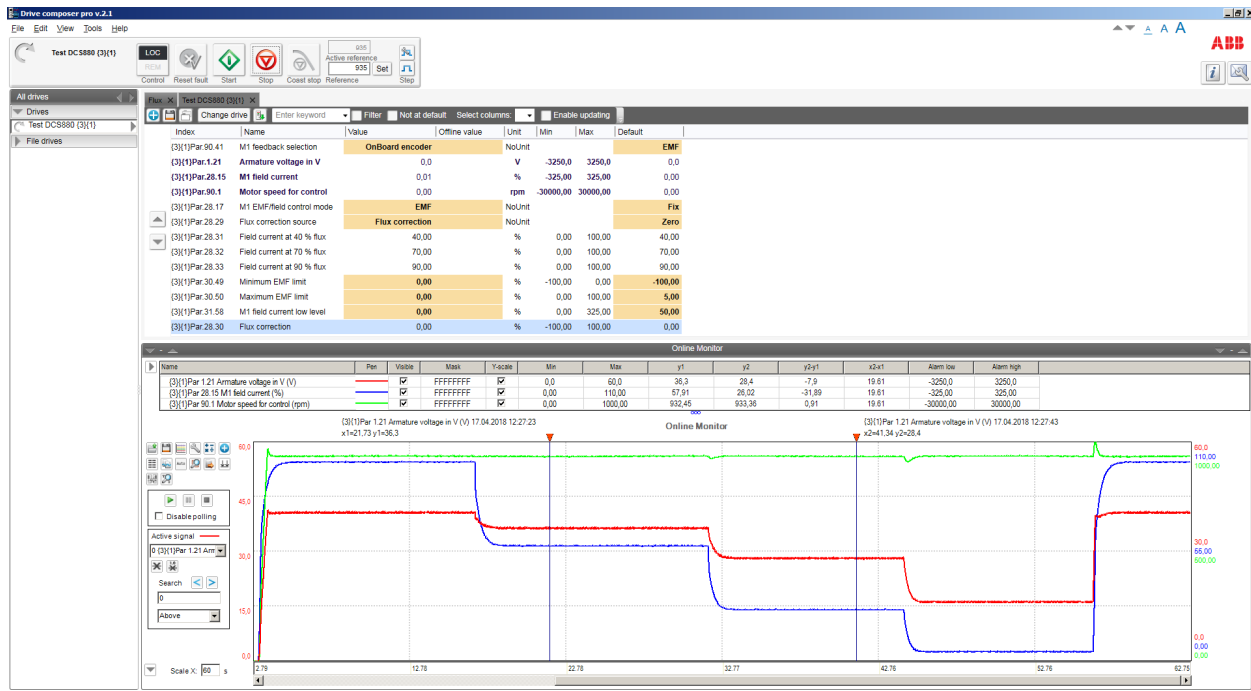 Drive composer pro v.2.1
File Edit View Tools Help
A A A
ABB
Test DCS880 {3}{1}
LOC
REM
935
Active reference
935 Set
Control Reset fault Start Stop Coast stop Reference Step
All drives
Drives
Test DCS880 {3}{1}
File drives
Flux X Test DCS880 {3}{1} X
Change drive Enter keyword Filter Not at default Select columns: Enable updating
Index Name Value Offline value Unit Min Max Default
{3}{1}Par.90.41 M1 feedback selection OnBoard encoder NoUnit EMF
{3}{1}Par.1.21 Armature voltage in V 0,0 V -3250,0 3250,0 0,0
{3}{1}Par.28.15 M1 field current 0,01 % -325,00 325,00 0,00
{3}{1}Par.90.1 Motor speed for control 0,00 rpm -30000,00 30000,00 0,00
{3}{1}Par.28.17 M1 EMF/field control mode EMF NoUnit Fix
{3}{1}Par.28.29 Flux correction source Flux correction NoUnit Zero
{3}{1}Par.28.31 Field current at 40 % flux 40,00 % 0,00 100,00 40,00
{3}{1}Par.28.32 Field current at 70 % flux 70,00 % 0,00 100,00 70,00
{3}{1}Par.28.33 Field current at 90 % flux 90,00 % 0,00 100,00 90,00
{3}{1}Par.30.49 Minimum EMF limit 0,00 % -100,00 0,00 -100,00
{3}{1}Par.30.50 Maximum EMF limit 0,00 % 0,00 100,00 5,00
{3}{1}Par.31.58 M1 field current low level 0,00 % 0,00 325,00 50,00
{3}{1}Par.28.30 Flux correction 0,00 % -100,00 100,00 0,00
Online Monitor
Name Pen Visible Mask Y-scale Min Max y1 y2 y2-y1 x2-x1 Alarm low Alarm high
{3}{1}Par 1.21 Armature voltage in V (V) FFFFFFFF 0,0 60,0 36,3 28,4 -7,9 19.61 -3250,0 3250,0
{3}{1}Par 28.15 M1 field current (%) FFFFFFFF 0,00 110,00 57,91 26,02 -31,89 19.61 -325,00 325,00
{3}{1}Par 90.1 Motor speed for control (rpm) FFFFFFFF 0,00 1000,00 932,45 933,36 0,91 19.61 -30000,00 30000,00
{3}{1}Par 1.21 Armature voltage in V (V) 17.04.2018 12:27:23
x1=21,73 y1=36,3
Online Monitor
{3}{1}Par 1.21 Armature voltage in V (V) 17.04.2018 12:27:43
x2=41,34 y2=28,4
60,0
45,0
30,0
15,0
0,0
60,0
110,00
1000,00
30,0
55,00
500,00
0,0
0,00
0,00
Disable polling
Active signal
0 {3}{1}Par 1.21 Arm
Search < >
0
Above
Scale X: 60 s
2.79 12.78 22.78 32.77 42.76 52.76 62.75